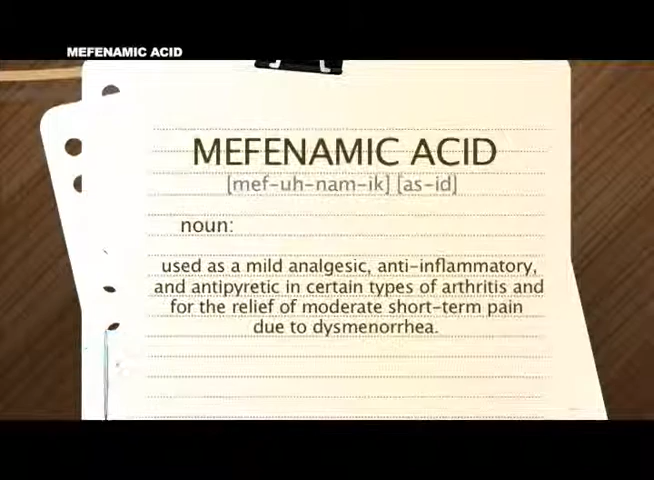 MEFENAMIC ACID
MEFENAMIC ACID
[mef-uh-nam-ik] [as-id]
noun:
used as a mild analgesic, anti-inflammatory,
and antipyretic in certain types of arthritis and
for the relief of moderate short-term pain
due to dysmenorrhea.